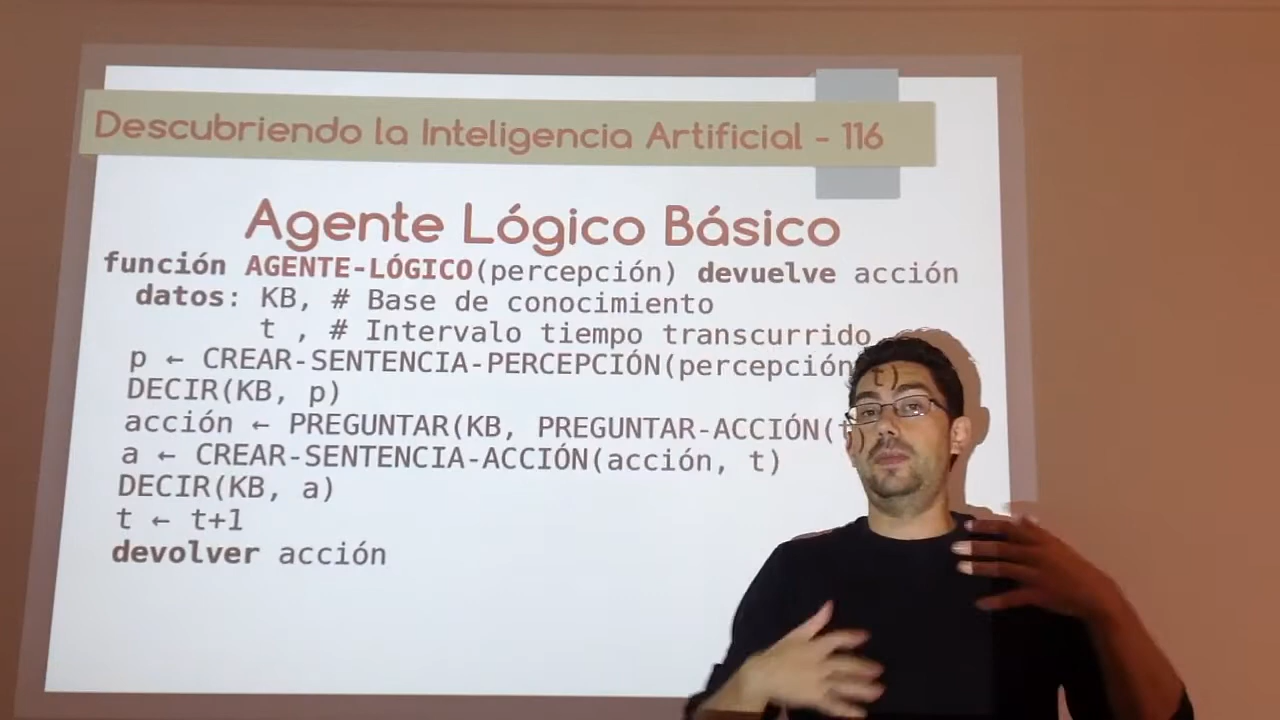 Descubriendo la Inteligencia Artificial - 116
Agente Lógico Básico
función AGENTE-LÓGICO(percepción) devuelve acción
datos: KB, # Base de conocimiento
t , # Intervalo tiempo transcurrido
p ← CREAR-SENTENCIA-PERCEPCIÓN(percepción, t)
DECIR(KB, p)
acción ← PREGUNTAR(KB, PREGUNTAR-ACCIÓN(t)
a ← CREAR-SENTENCIA-ACCIÓN(acción, t)
DECIR(KB, a)
t ← t+1
devolver acción